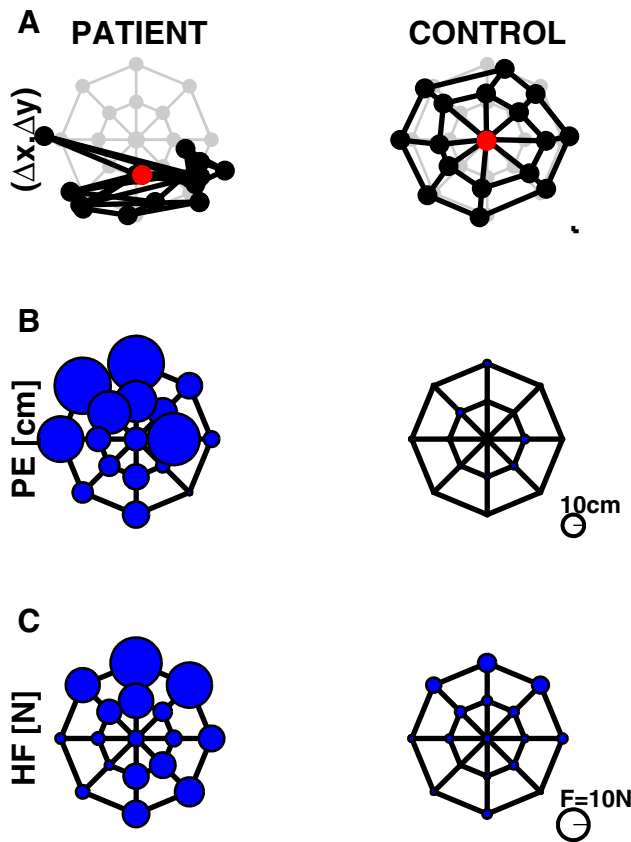 A
PATIENT
CONTROL
(Δx.Δy)
B
PE [cm]
10cm
C
HF [N]
F=10N